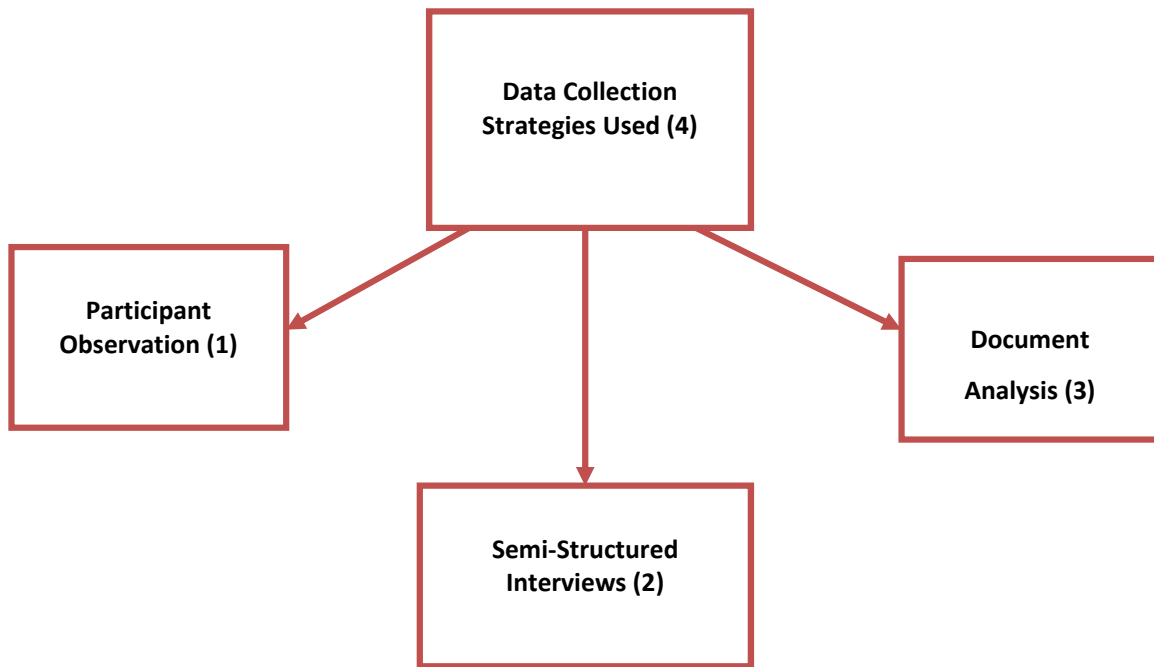 Data Collection
Strategies Used (4)
Participant
Observation (1)
Document
Analysis (3)
Semi-Structured
Interviews (2)